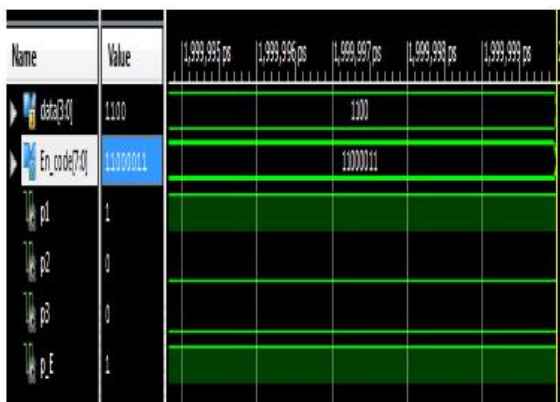 Name Value 1,999,995 ps 1,999,996 ps 1,999,997 ps 1,999,998 ps 1,999,999 ps
data[3:0] 1100 1100
En_code[7:0] 11000011 11000011
p1 1
p2 0
p3 0
p_E 1